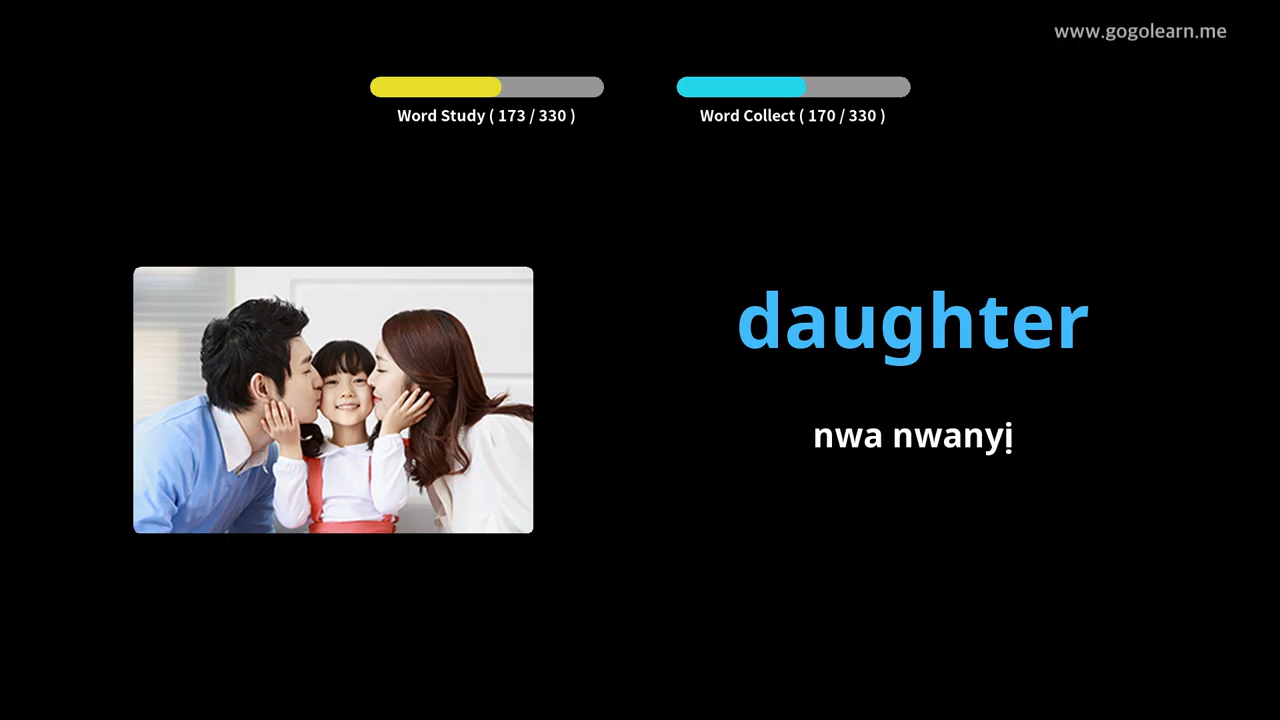 www.gogolearn.me
Word Study ( 173 / 330 )
Word Collect ( 170 / 330 )
daughter
nwa nwanyị